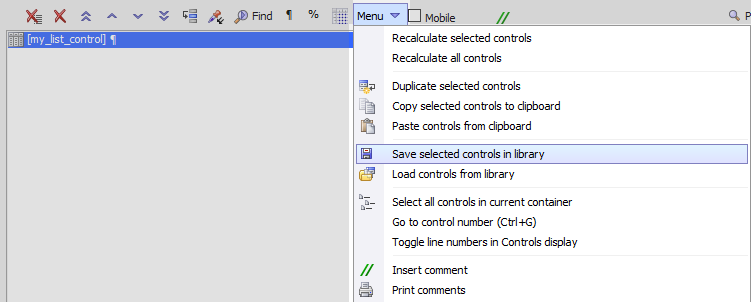 Find ¶ % Menu Mobile // P
[my_list_control] ¶
Recalculate selected controls
Recalculate all controls
Duplicate selected controls
Copy selected controls to clipboard
Paste controls from clipboard
Save selected controls in library
Load controls from library
Select all controls in current container
Go to control number (Ctrl+G)
Toggle line numbers in Controls display
// Insert comment
Print comments